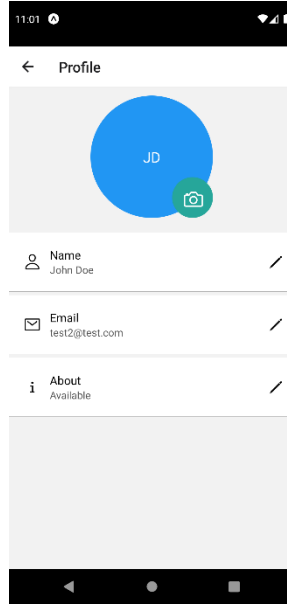 11:01
Profile
JD
Name
John Doe
Email
test2@test.com
i About
Available